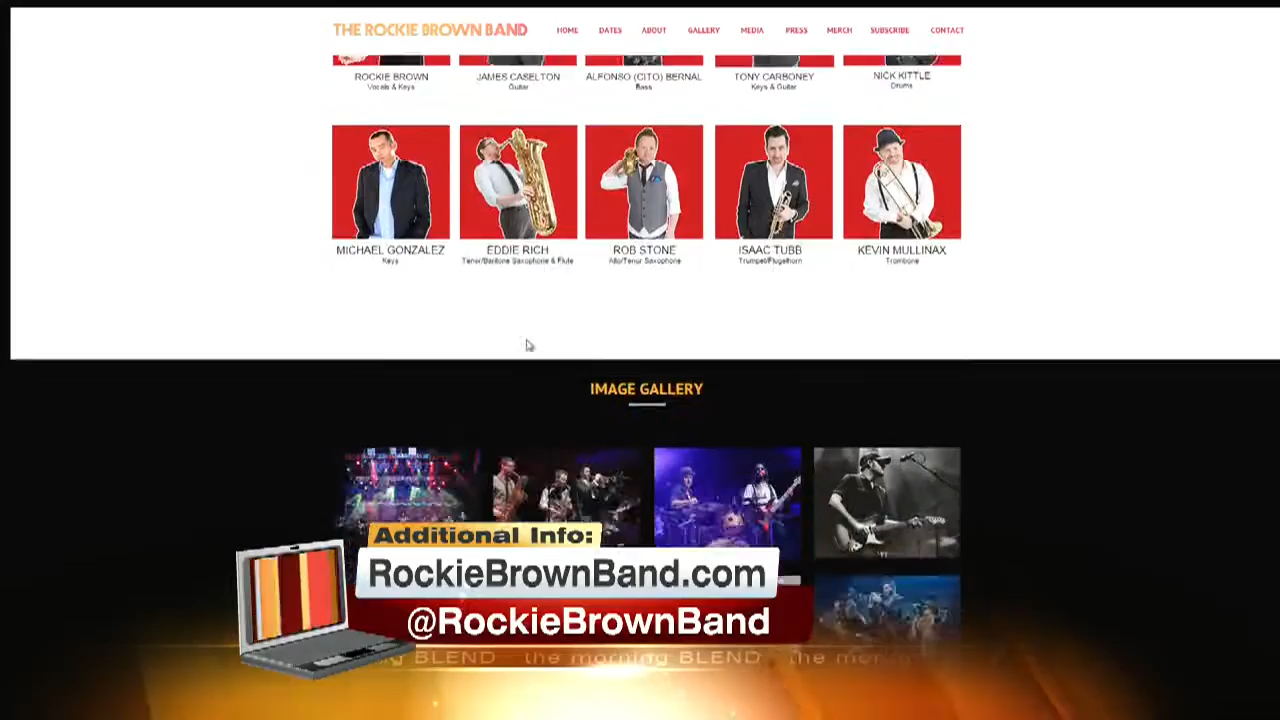 THE ROCKIE BROWN BAND
HOME DATES ABOUT GALLERY MEDIA PRESS MERCH SUBSCRIBE CONTACT
ROCKIE BROWN JAMES CASELTON ALFONSO (CITO) BERNAL TONY CARBONEY NICK KITTLE
Vocals & Keys Guitar Bass Keys & Guitar Drums
MICHAEL GONZALEZ EDDIE RICH ROB STONE ISAAC TUBB KEVIN MULLINAX
Keys Tenor/Baritone Saxophone & Flute Alto/Tenor Saxophone Trumpet/Flugelhorn Trombone
IMAGE GALLERY
Additional Info:
RockieBrownBand.com
@RockieBrownBand
the morning BLEND